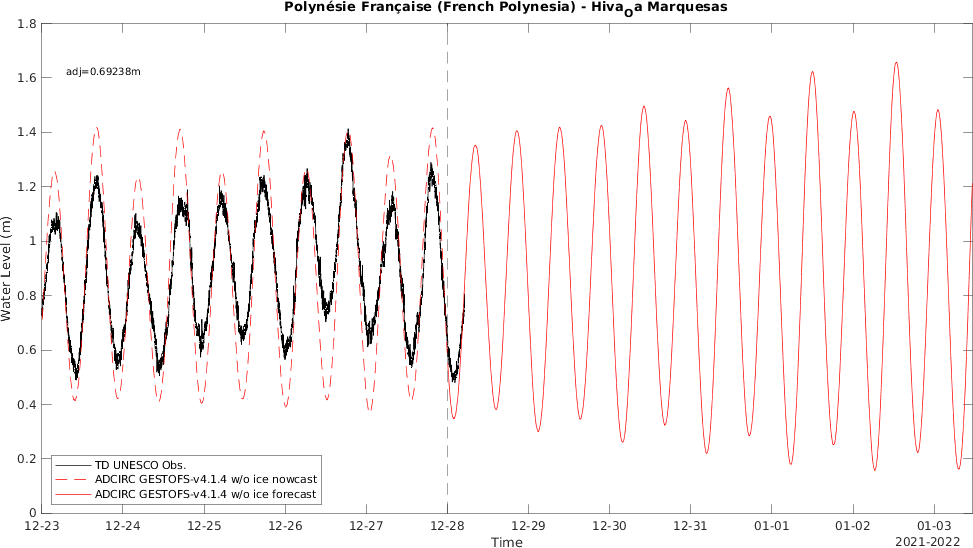 Polynésie Française (French Polynesia) - Hiva_Oa Marquesas
1.8
1.6
1.4
1.2
1
0.8
0.6
0.4
0.2
0
Water Level (m)
adj=0.69238m
TD UNESCO Obs.
ADCIRC GESTOFS-v4.1.4 w/o ice nowcast
ADCIRC GESTOFS-v4.1.4 w/o ice forecast
12-23 12-24 12-25 12-26 12-27 12-28 12-29 12-30 12-31 01-01 01-02 01-03
Time
2021-2022